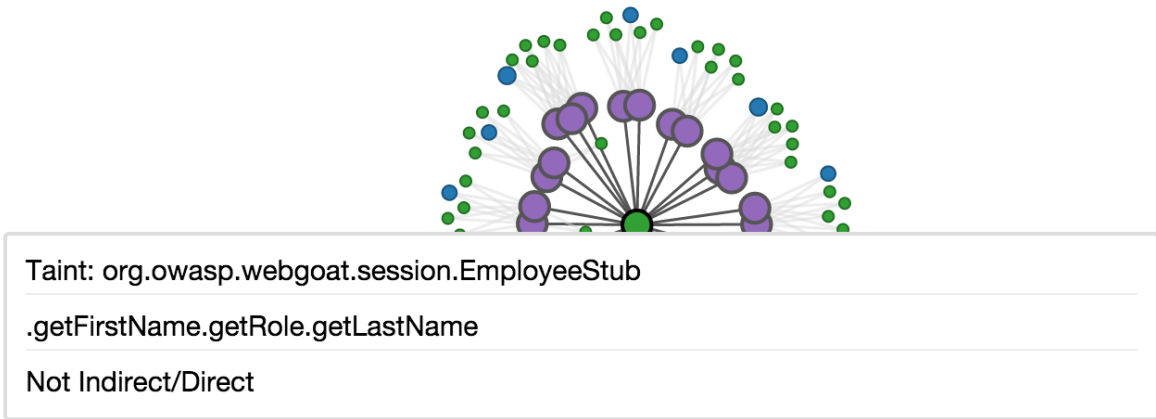 Taint: org.owasp.webgoat.session.EmployeeStub
.getFirstName.getRole.getLastName
Not Indirect/Direct